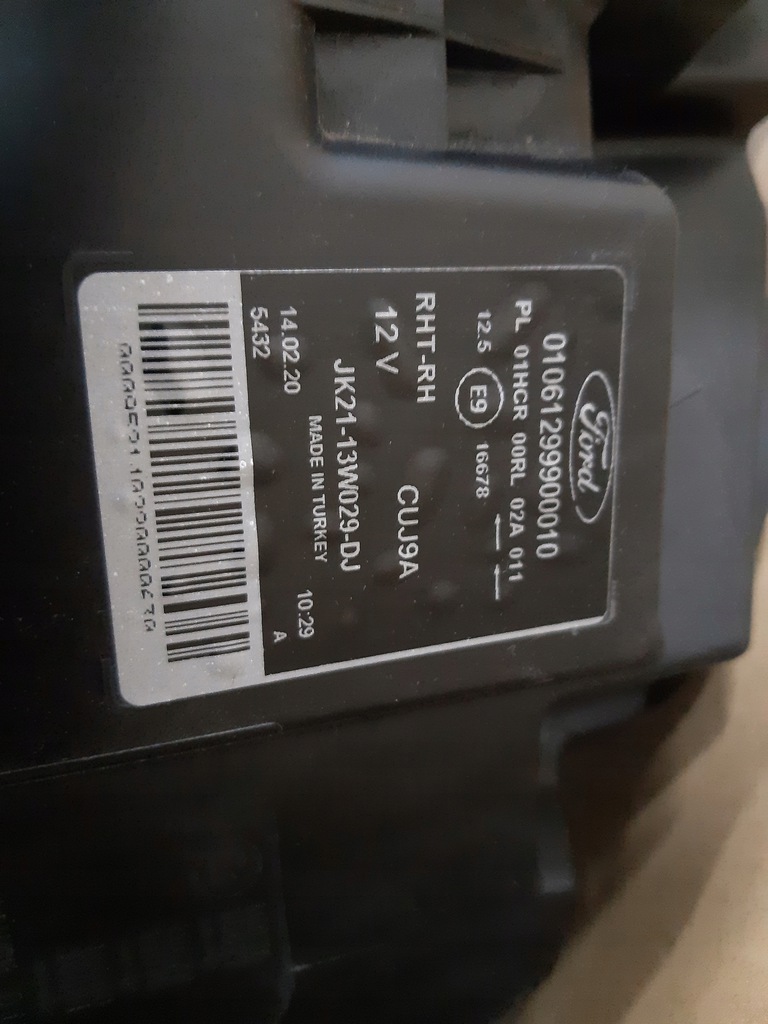 Ford
0106129990010
PL 01HCR 00RL 02A 011
12.5 E9 16678 ← ←
RHT-RH CUJ9A
12 V
JK21-13W029-DJ
MADE IN TURKEY
14.02.20 10:29
5432 A